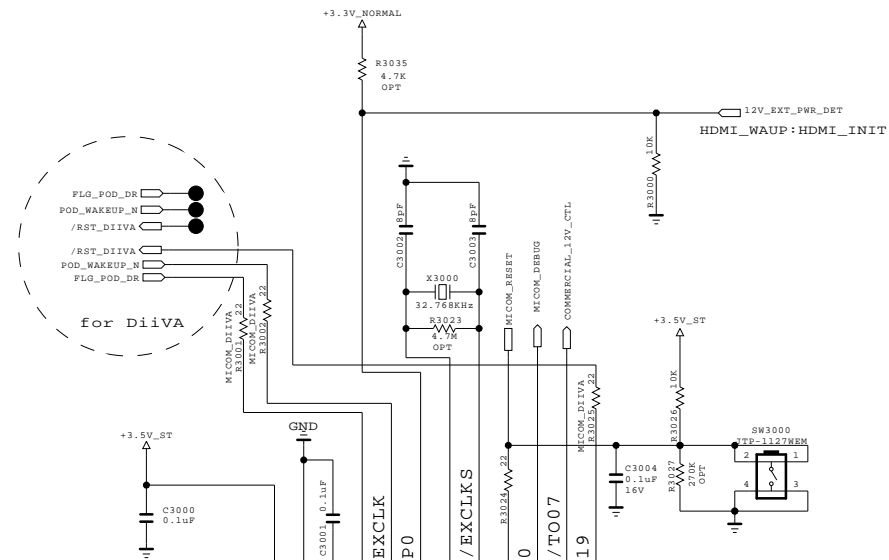 +3.3V_NORMAL
R3035
4.7K
OPT
12V_EXT_PWR_DET
HDMI_WAUP:HDMI_INIT
10K
R3000
FLG_POD_DR
POD_WAKEUP_N
/RST_DIIVA
/RST_DIIVA
POD_WAKEUP_N
FLG_POD_DR
for DiiVA
MICOM_DIIVA
R3001
22
MICOM_DIIVA
R3002
22
C3002
8pF
C3003
8pF
X3000
32.768KHz
R3023
4.7M
OPT
MICOM_RESET
MICOM_DEBUG
COMMERCIAL_12V_CTL
+3.5V_ST
R3026
10K
MICOM_DIIVA
R3025
22
SW3000
JTP-1127WEM
2
1
4
3
R3027
270K
OPT
C3004
0.1uF
16V
R3024
22
+3.5V_ST
C3000
0.1uF
GND
C3001
0.1uF
EXCLK
P0
/EXCLKS
0
/TO07
19